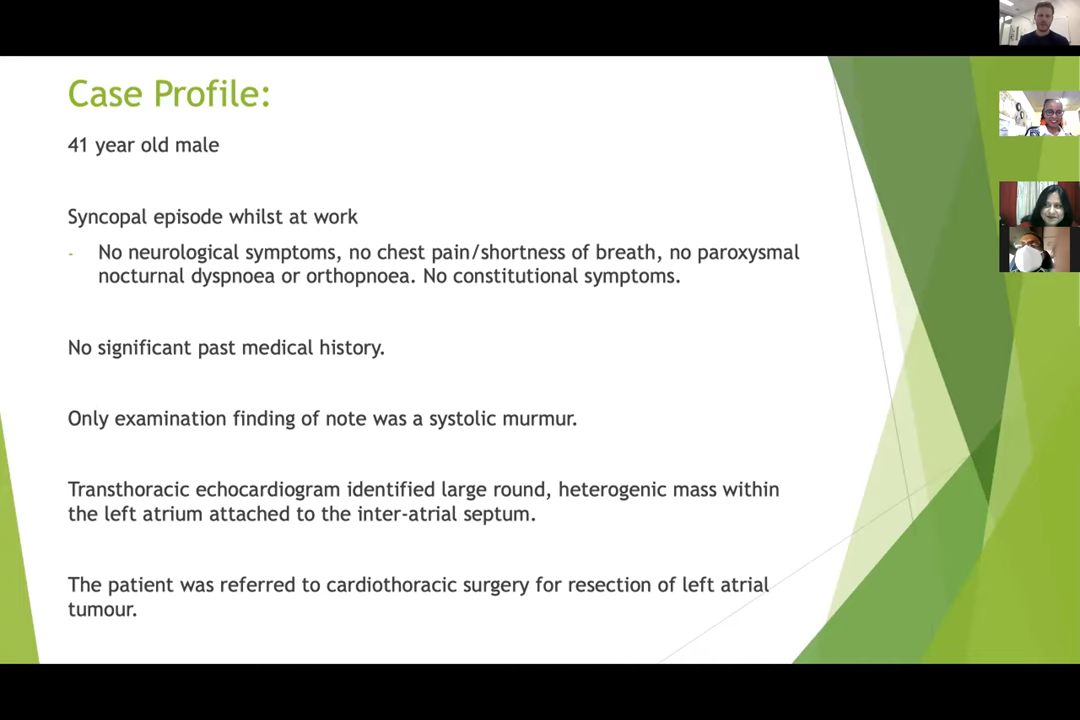 Case Profile:
41 year old male
Syncopal episode whilst at work
- No neurological symptoms, no chest pain/shortness of breath, no paroxysmal
nocturnal dyspnoea or orthopnoea. No constitutional symptoms.
No significant past medical history.
Only examination finding of note was a systolic murmur.
Transthoracic echocardiogram identified large round, heterogenic mass within
the left atrium attached to the inter-atrial septum.
The patient was referred to cardiothoracic surgery for resection of left atrial
tumour.